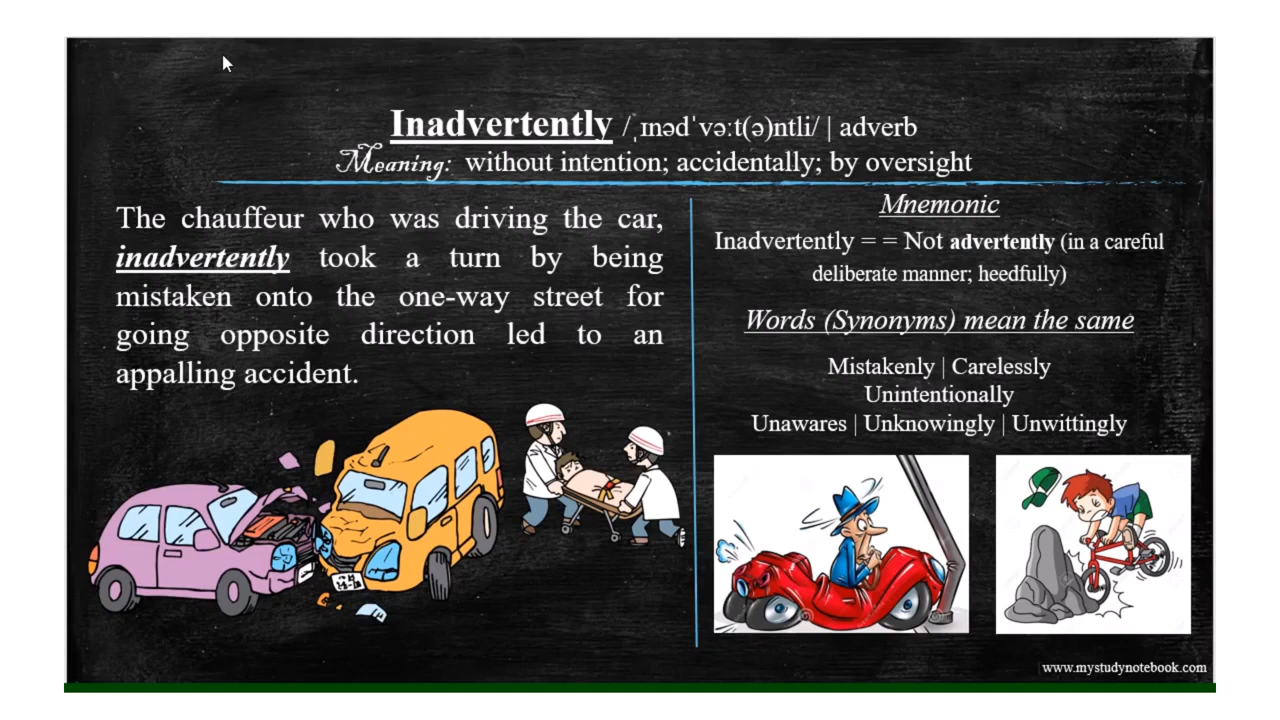 Inadvertently /ˌɪnədˈvəːt(ə)ntli/ | adverb
Meaning: without intention; accidentally; by oversight
The chauffeur who was driving the car,
inadvertently took a turn by being
mistaken onto the one-way street for
going opposite direction led to an
appalling accident.
Mnemonic
Inadvertently = = Not advertently (in a careful
deliberate manner; heedfully)
Words (Synonyms) mean the same
Mistakenly | Carelessly
Unintentionally
Unawares | Unknowingly | Unwittingly
www.mystudynotebook.com